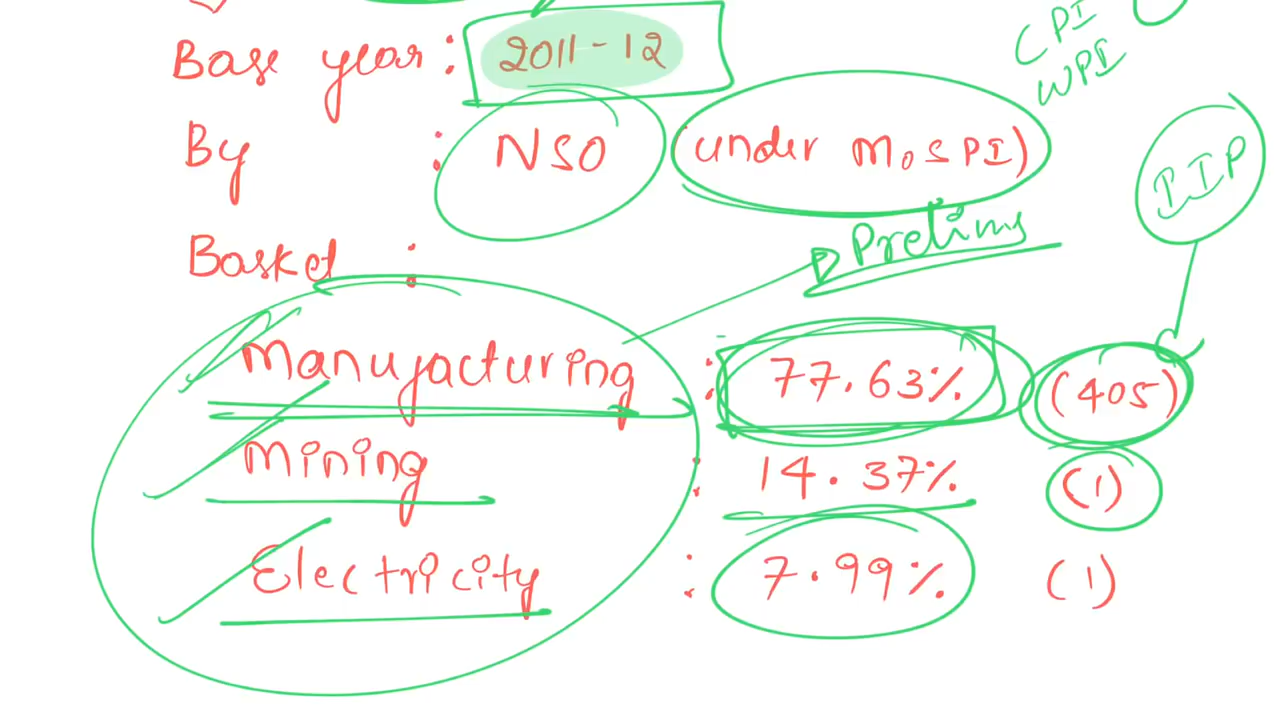 CPI
Base year : 2011-12
WPI
By : NSO (under MOSPI)
IIP
Prelims
Basket :
Manufacturing : 77.63% (405)
Mining : 14.37% (1)
Electricity : 7.99% (1)